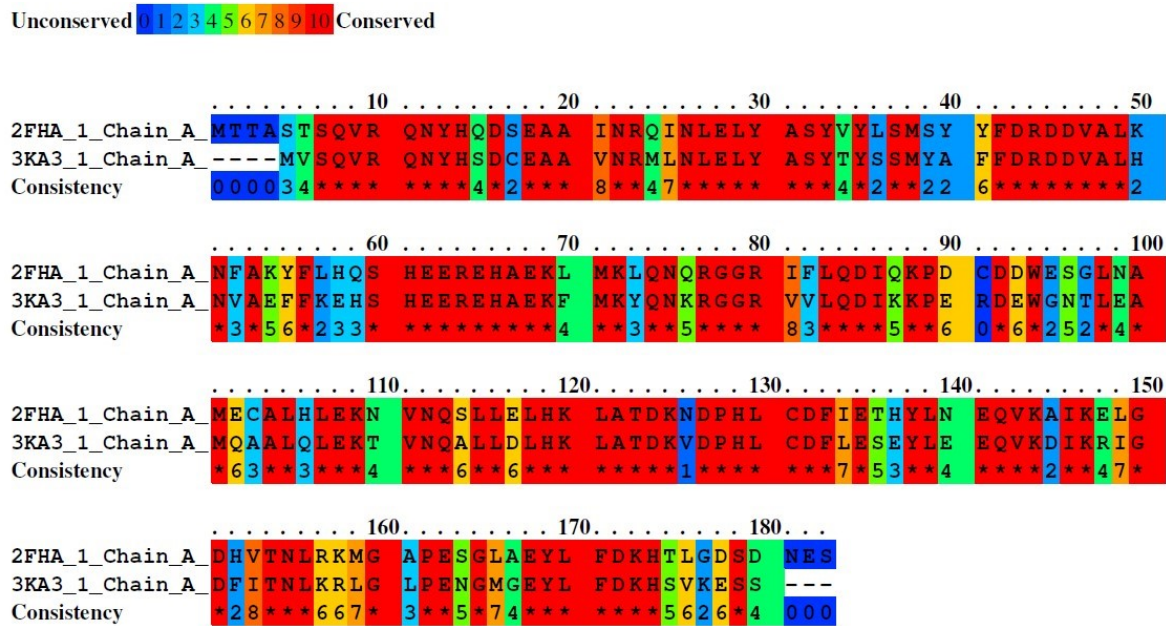 Unconserved 0 1 2 3 4 5 6 7 8 9 10 Conserved
. . . . . . . . . 10 . . . . . . . . . 20 . . . . . . . . . 30 . . . . . . . . . 40 . . . . . . . . . 50
2FHA_1_Chain_A_ MTTASTSQVR QNYHQDSEAA INRQINLELY ASYVYLSMSY YFDRDDVALK
3KA3_1_Chain_A_ ----MVSQVR QNYHSDCEAA VNRMLNLELY ASYTYSSMYA FFDRDDVALH
Consistency 000034**** ****4*2*** 8**47***** ***4*2**22 6********2
. . . . . . . . . 60 . . . . . . . . . 70 . . . . . . . . . 80 . . . . . . . . . 90 . . . . . . . . . 100
2FHA_1_Chain_A_ NFAKYFLHQS HEEREHAEKL MKLQNQRGGR IFLQDIQKPD CDDWESGLNA
3KA3_1_Chain_A_ NVAEFFKEHS HEEREHAEKF MKYQNKRGGR VVLQDIKKPE RDEWGNTLEA
Consistency *3*56*233* *********4 **3**5**** 83****5**6 0*6*252*4*
. . . . . . . . . 110 . . . . . . . . . 120 . . . . . . . . . 130 . . . . . . . . . 140 . . . . . . . . . 150
2FHA_1_Chain_A_ MECALHLEKN VNQSLLELHK LATDKNDPHL CDFIETHYLN EQVKAIKELG
3KA3_1_Chain_A_ MQAALQLEKT VNQALLDLHK LATDKVDPHL CDFLESEYLE EQVKDIKRIG
Consistency *63**3***4 ***6**6*** *****1**** ***7*53**4 ****2**47*
. . . . . . . . . 160 . . . . . . . . . 170 . . . . . . . . . 180 . . .
2FHA_1_Chain_A_ DHVTNLRKMG APESGLAEYL FDKHTLGDSD NES
3KA3_1_Chain_A_ DFITNLKRLG LPENGMGEYL FDKHSVKESS ---
Consistency *28***667* 3**5*74*** ****5626*4 000